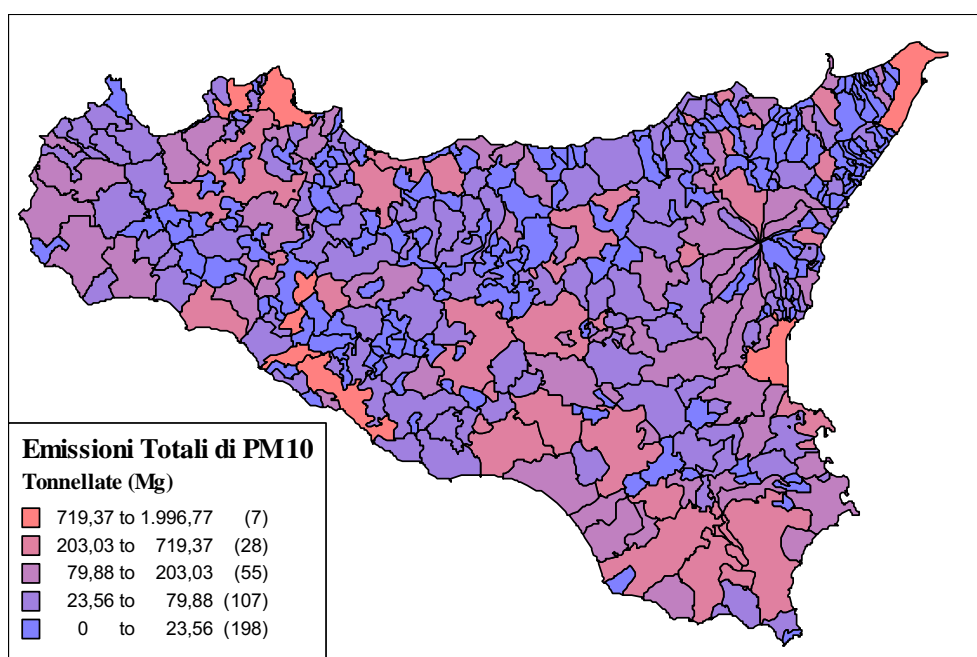 Emissioni Totali di PM10
Tonnellate (Mg)
719,37 to 1.996,77 (7)
203,03 to 719,37 (28)
79,88 to 203,03 (55)
23,56 to 79,88 (107)
0 to 23,56 (198)